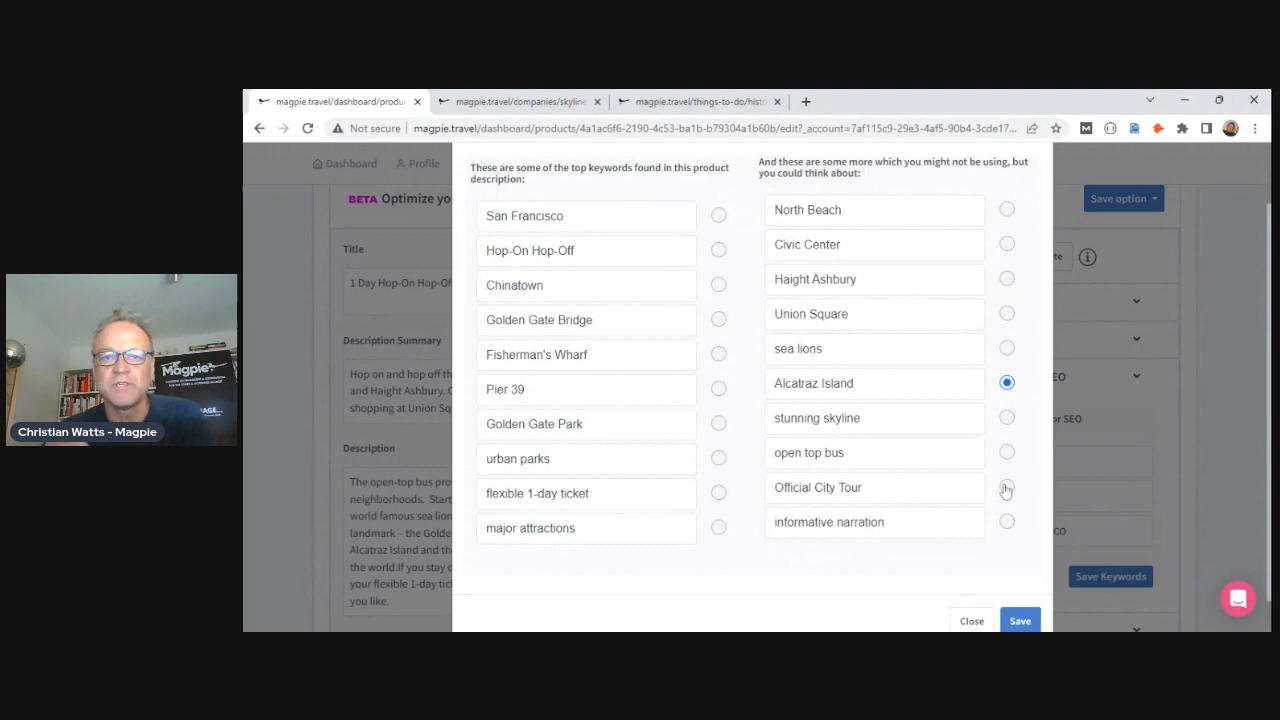 magpie.travel/dashboard/produ
magpie.travel/companies/skyline
magpie.travel/things-to-do/histo
Not secure
magpie.travel/dashboard/products/4a1ac6f6-2190-4c53-ba1b-b79304a1b60b/edit?_account=7af115c9-29e3-4af5-90b4-3cde17...
Dashboard
Profile
BETA Optimize yo
Save option
Title
1 Day Hop-On Hop-Of
Description Summary
Hop on and hop off th
and Haight Ashbury. C
shopping at Union Sq
Description
The open-top bus pro
neighborhoods. Start
world famous sea lion
landmark – the Golde
Alcatraz Island and th
the world.If you stay o
your flexible 1-day tic
you like.
These are some of the top keywords found in this product
description:
San Francisco
Hop-On Hop-Off
Chinatown
Golden Gate Bridge
Fisherman's Wharf
Pier 39
Golden Gate Park
urban parks
flexible 1-day ticket
major attractions
And these are some more which you might not be using, but
you could think about:
North Beach
Civic Center
Haight Ashbury
Union Square
sea lions
Alcatraz Island
stunning skyline
open top bus
Official City Tour
informative narration
te
EO
or SEO
CO
Save Keywords
Close
Save
Magpie
Christian Watts - Magpie